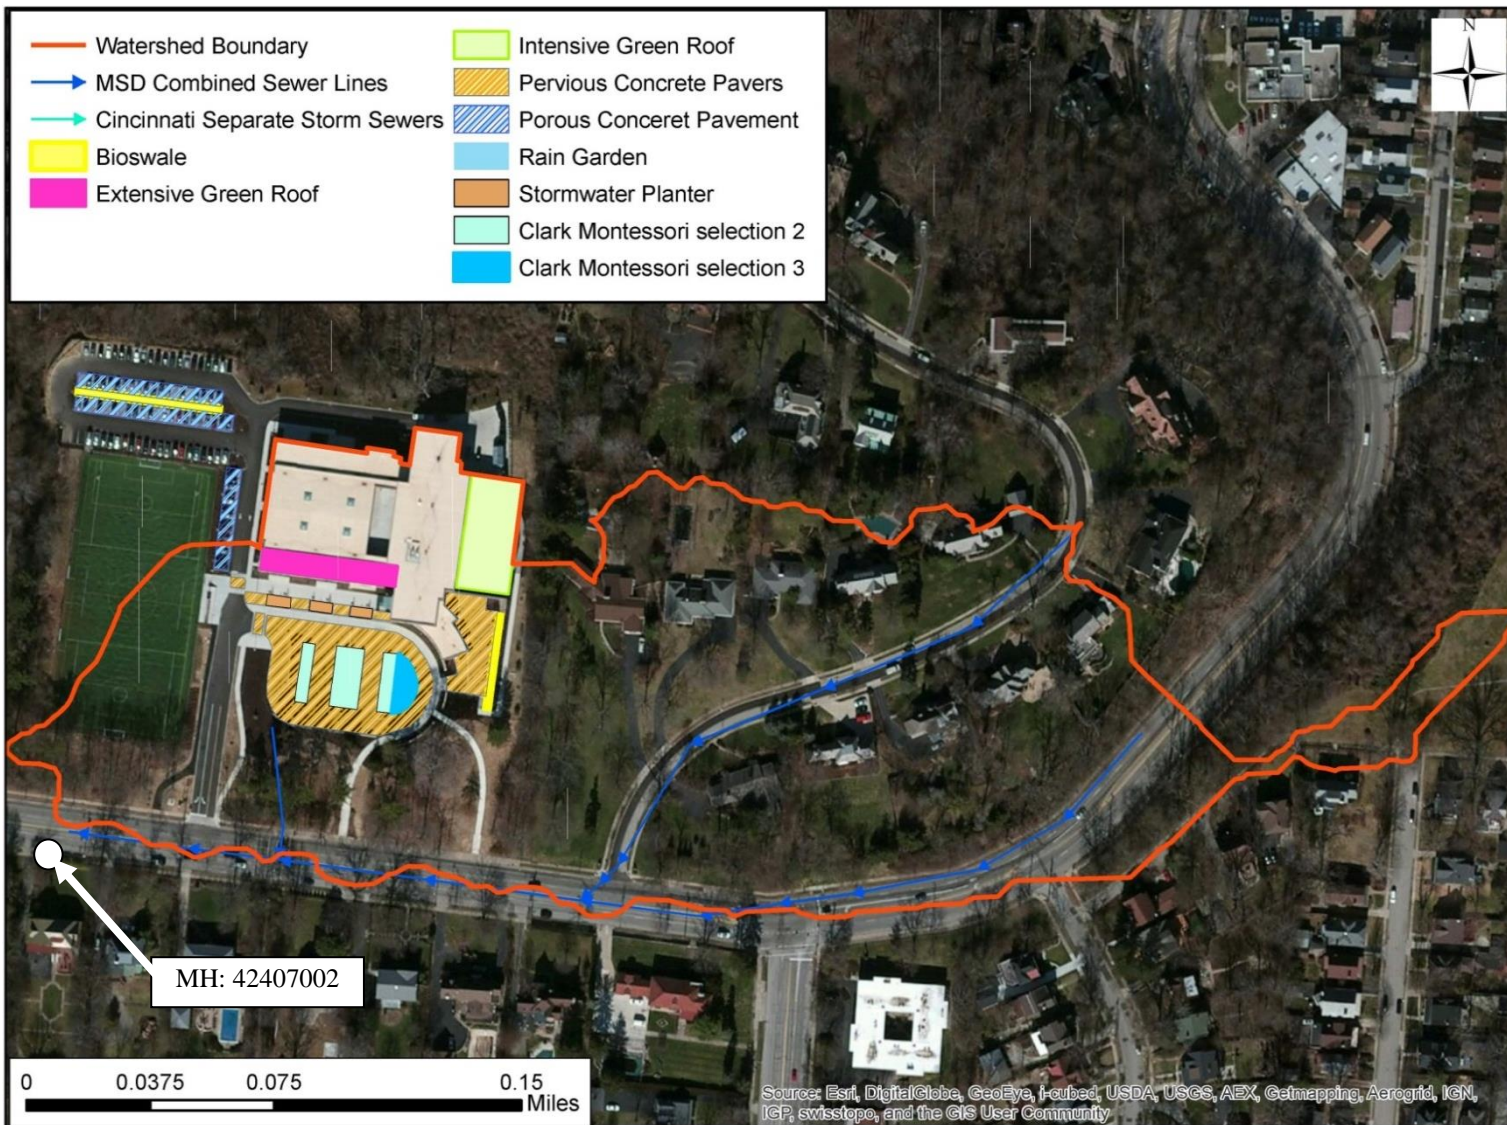 Watershed Boundary
MSD Combined Sewer Lines
Cincinnati Separate Storm Sewers
Bioswale
Extensive Green Roof
Intensive Green Roof
Pervious Concrete Pavers
Porous Conceret Pavement
Rain Garden
Stormwater Planter
Clark Montessori selection 2
Clark Montessori selection 3
N
MH: 42407002
0 0.0375 0.075 0.15
Miles
Source: Esri, DigitalGlobe, GeoEye, i-cubed, USDA, USGS, AEX, Getmapping, Aerogrid, IGN,
IGP, swisstopo, and the GIS User Community